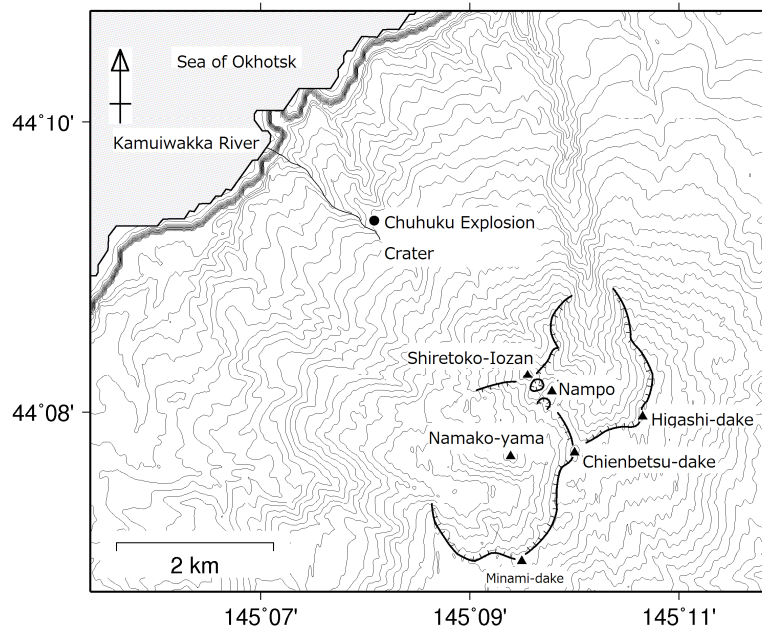 Sea of Okhotsk
44°10'
Kamuiwakka River
Chuhuku Explosion
Crater
Shiretoko-Iozan
Nampo
44°08'
Higashi-dake
Namako-yama
Chienbetsu-dake
2 km
Minami-dake
145°07'
145°09'
145°11'